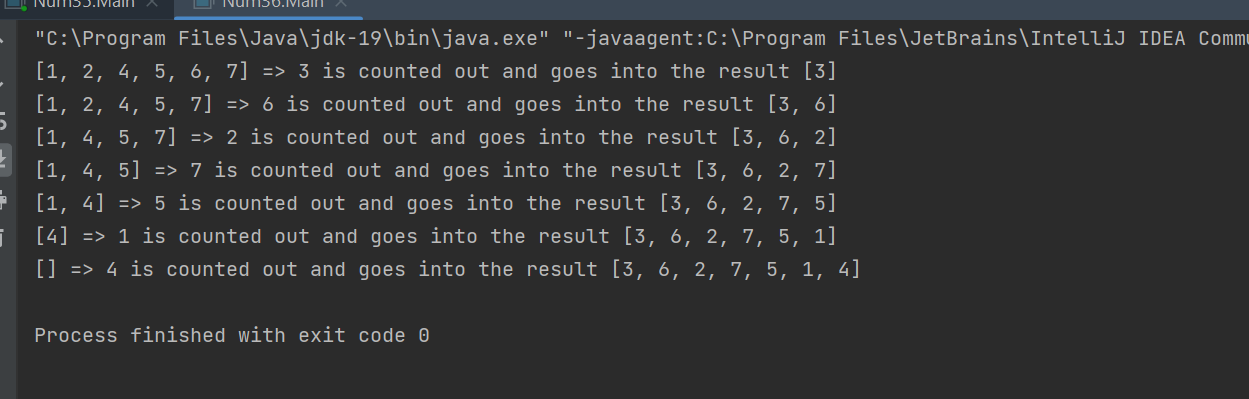 Num35.Main Num36.Main
"C:\Program Files\Java\jdk-19\bin\java.exe" "-javaagent:C:\Program Files\JetBrains\IntelliJ IDEA Commu
[1, 2, 4, 5, 6, 7] => 3 is counted out and goes into the result [3]
[1, 2, 4, 5, 7] => 6 is counted out and goes into the result [3, 6]
[1, 4, 5, 7] => 2 is counted out and goes into the result [3, 6, 2]
[1, 4, 5] => 7 is counted out and goes into the result [3, 6, 2, 7]
[1, 4] => 5 is counted out and goes into the result [3, 6, 2, 7, 5]
[4] => 1 is counted out and goes into the result [3, 6, 2, 7, 5, 1]
[] => 4 is counted out and goes into the result [3, 6, 2, 7, 5, 1, 4]
Process finished with exit code 0